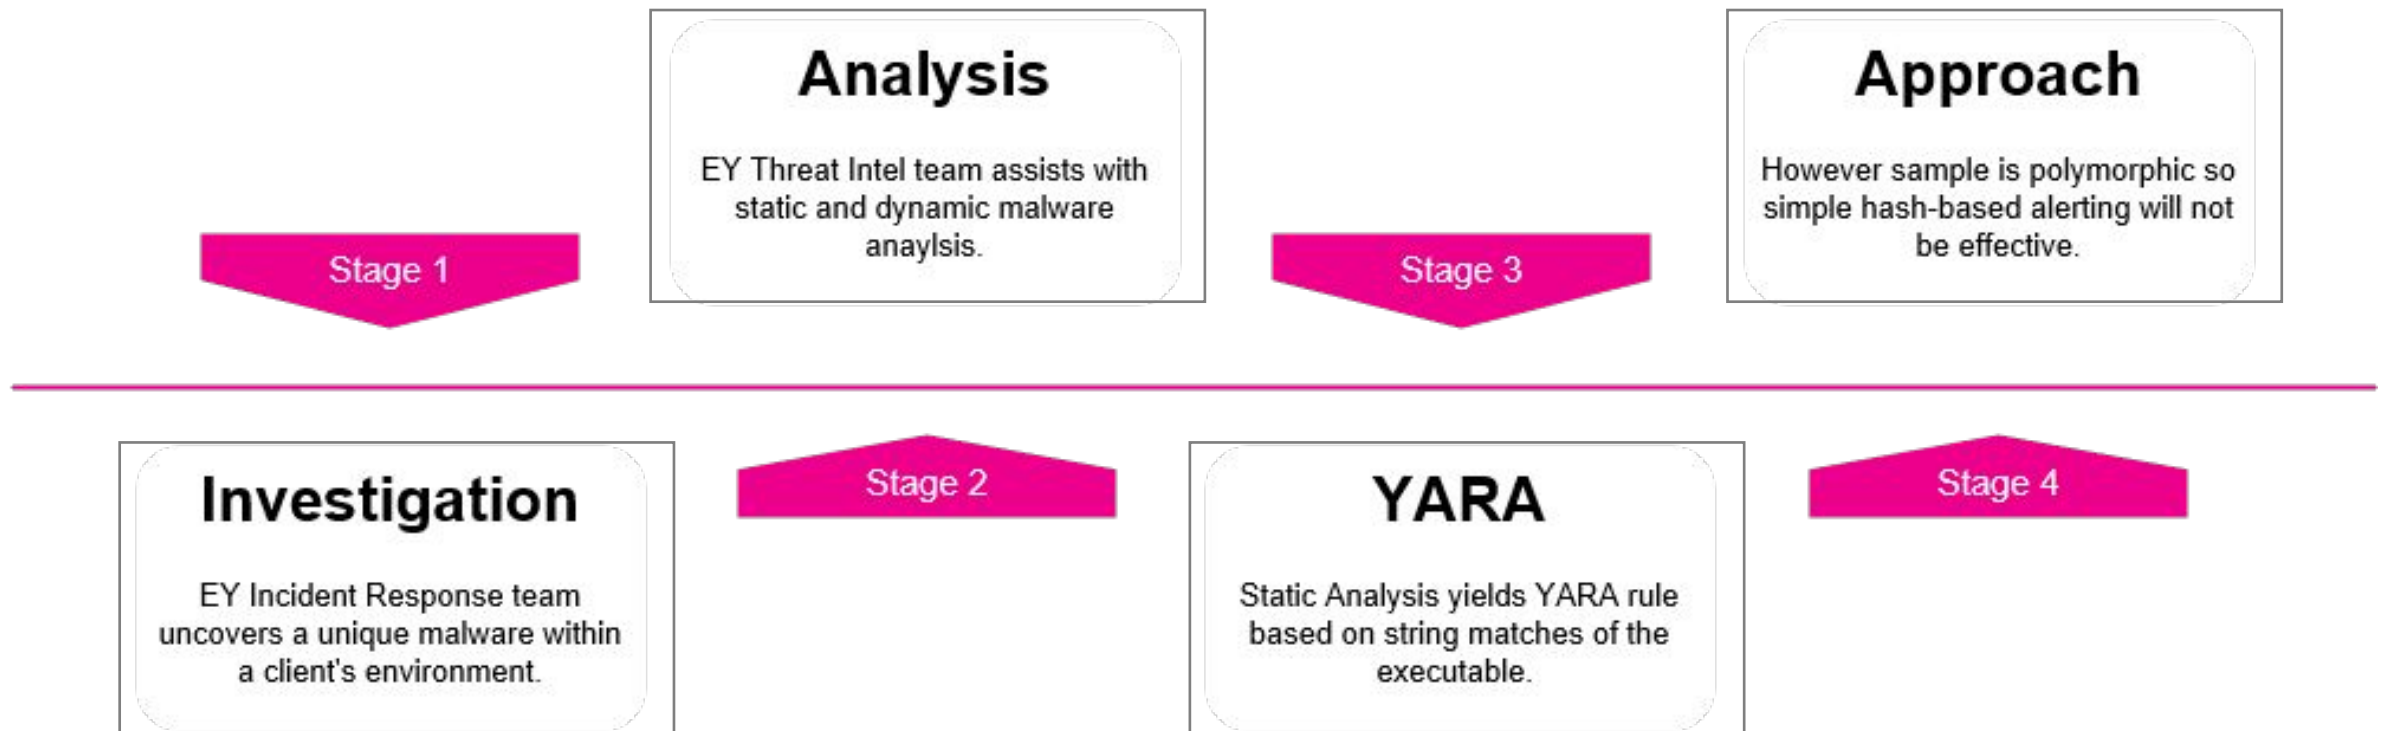 Stage 1
Investigation
EY Incident Response team
uncovers a unique malware within
a client's environment.
Stage 2
Analysis
EY Threat Intel team assists with
static and dynamic malware
anaylsis.
Stage 3
YARA
Static Analysis yields YARA rule
based on string matches of the
executable.
Stage 4
Approach
However sample is polymorphic so
simple hash-based alerting will not
be effective.